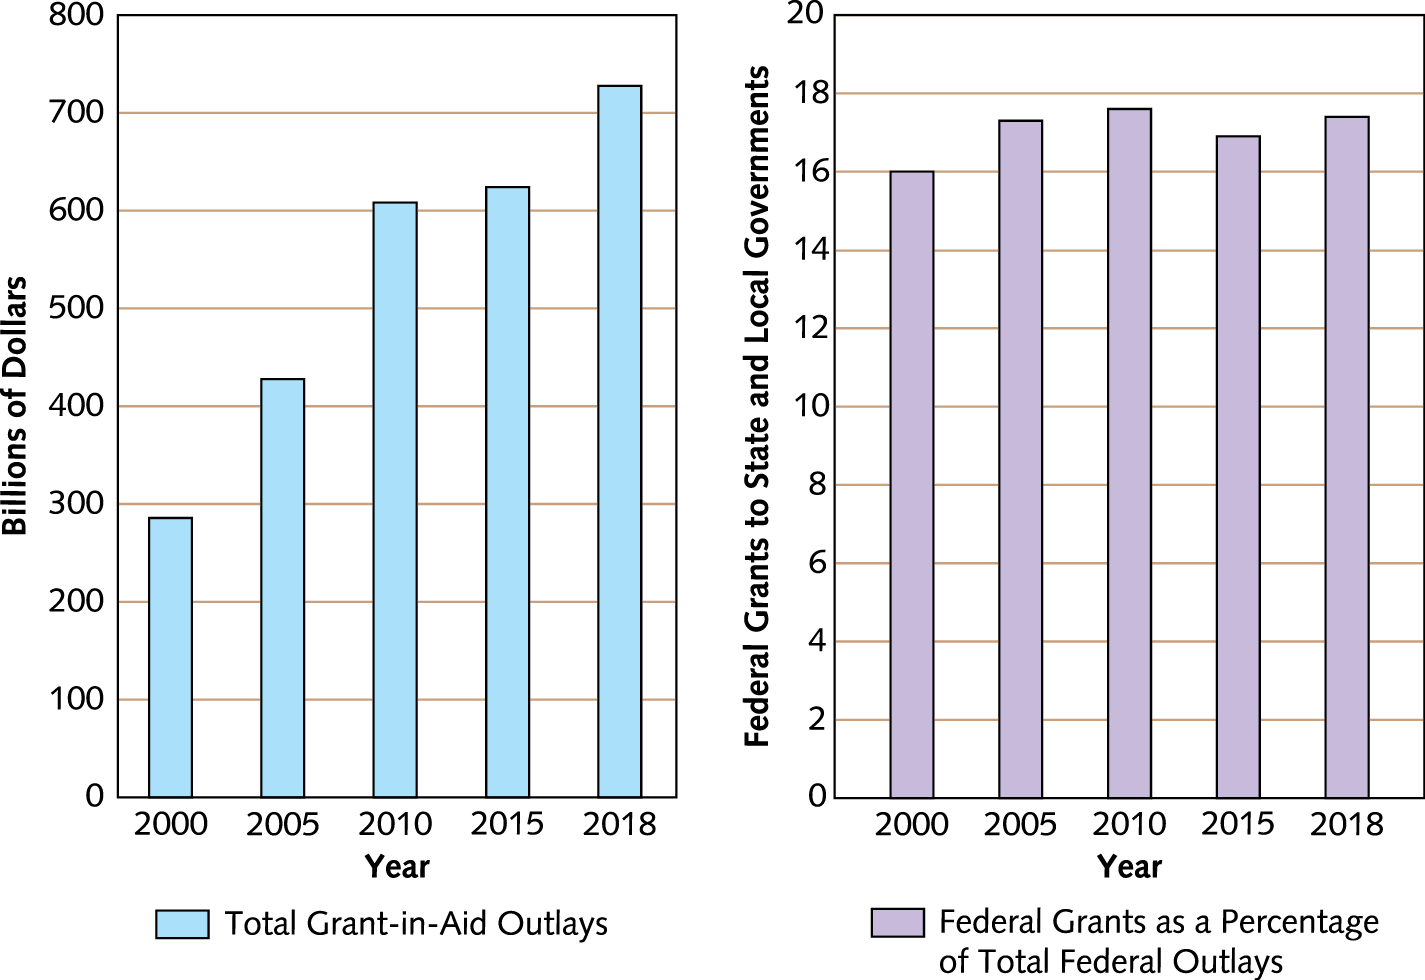 Billions of Dollars
800
700
600
500
400
300
200
100
0
2000 2005 2010 2015 2018
Year
Total Grant-in-Aid Outlays
Federal Grants to State and Local Governments
20
18
16
14
12
10
8
6
4
2
0
2000 2005 2010 2015 2018
Year
Federal Grants as a Percentage
of Total Federal Outlays